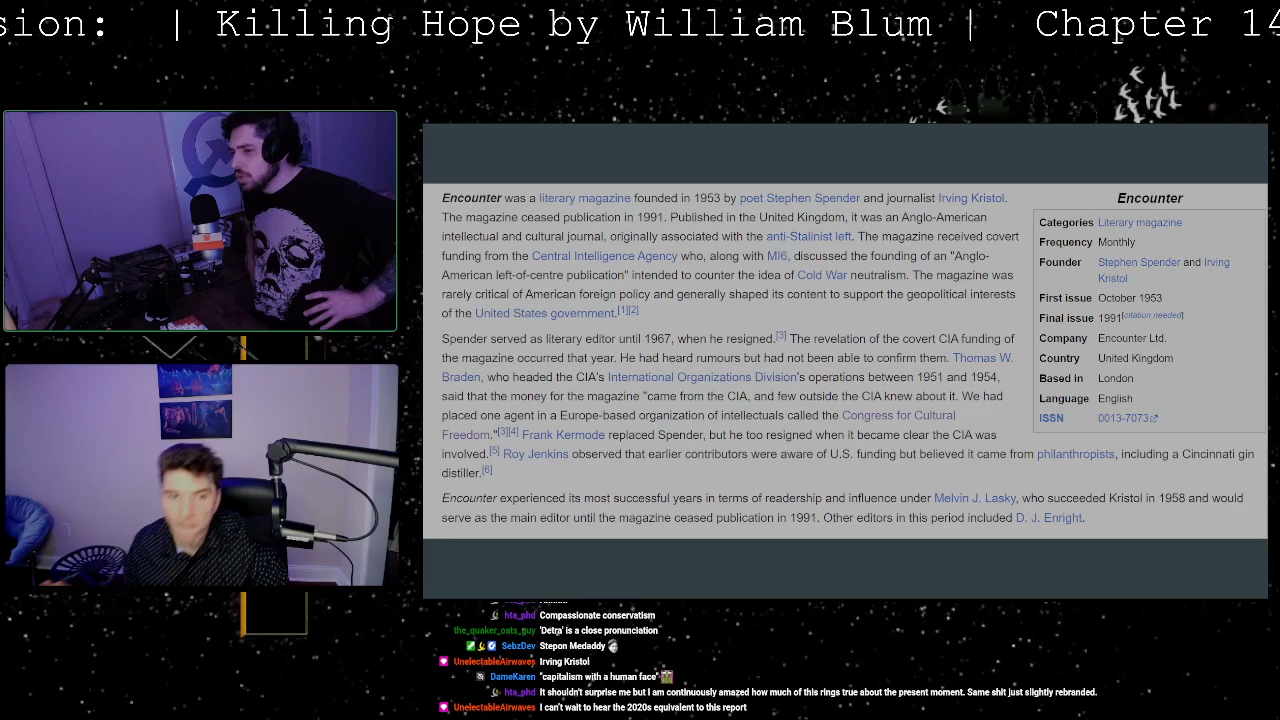 sion: | Killing Hope by William Blum | Chapter 14
Encounter was a literary magazine founded in 1953 by poet Stephen Spender and journalist Irving Kristol.
The magazine ceased publication in 1991. Published in the United Kingdom, it was an Anglo-American
intellectual and cultural journal, originally associated with the anti-Stalinist left. The magazine received covert
funding from the Central Intelligence Agency who, along with MI6, discussed the founding of an "Anglo-
American left-of-centre publication" intended to counter the idea of Cold War neutralism. The magazine was
rarely critical of American foreign policy and generally shaped its content to support the geopolitical interests
of the United States government.[1][2]
Spender served as literary editor until 1967, when he resigned.[3] The revelation of the covert CIA funding of
the magazine occurred that year. He had heard rumours but had not been able to confirm them. Thomas W.
Braden, who headed the CIA's International Organizations Division's operations between 1951 and 1954,
said that the money for the magazine "came from the CIA, and few outside the CIA knew about it. We had
placed one agent in a Europe-based organization of intellectuals called the Congress for Cultural
Freedom."[3][4] Frank Kermode replaced Spender, but he too resigned when it became clear the CIA was
involved.[5] Roy Jenkins observed that earlier contributors were aware of U.S. funding but believed it came from philanthropists, including a Cincinnati gin
distiller.[6]
Encounter experienced its most successful years in terms of readership and influence under Melvin J. Lasky, who succeeded Kristol in 1958 and would
serve as the main editor until the magazine ceased publication in 1991. Other editors in this period included D. J. Enright.
Encounter
Categories Literary magazine
Frequency Monthly
Founder Stephen Spender and Irving
Kristol
First issue October 1953
Final issue 1991[citation needed]
Company Encounter Ltd.
Country United Kingdom
Based in London
Language English
ISSN 0013-7073
hta_phd Compassionate conservatism
the_quaker_oats_guy 'Detra' is a close pronunciation
SebzDev Stepon Medaddy
UnelectableAirwaves Irving Kristol
DameKaren "capitalism with a human face"
hta_phd It shouldn't surprise me but I am continuously amazed how much of this rings true about the present moment. Same shit just slightly rebranded.
UnelectableAirwaves I can't wait to hear the 2020s equivalent to this report